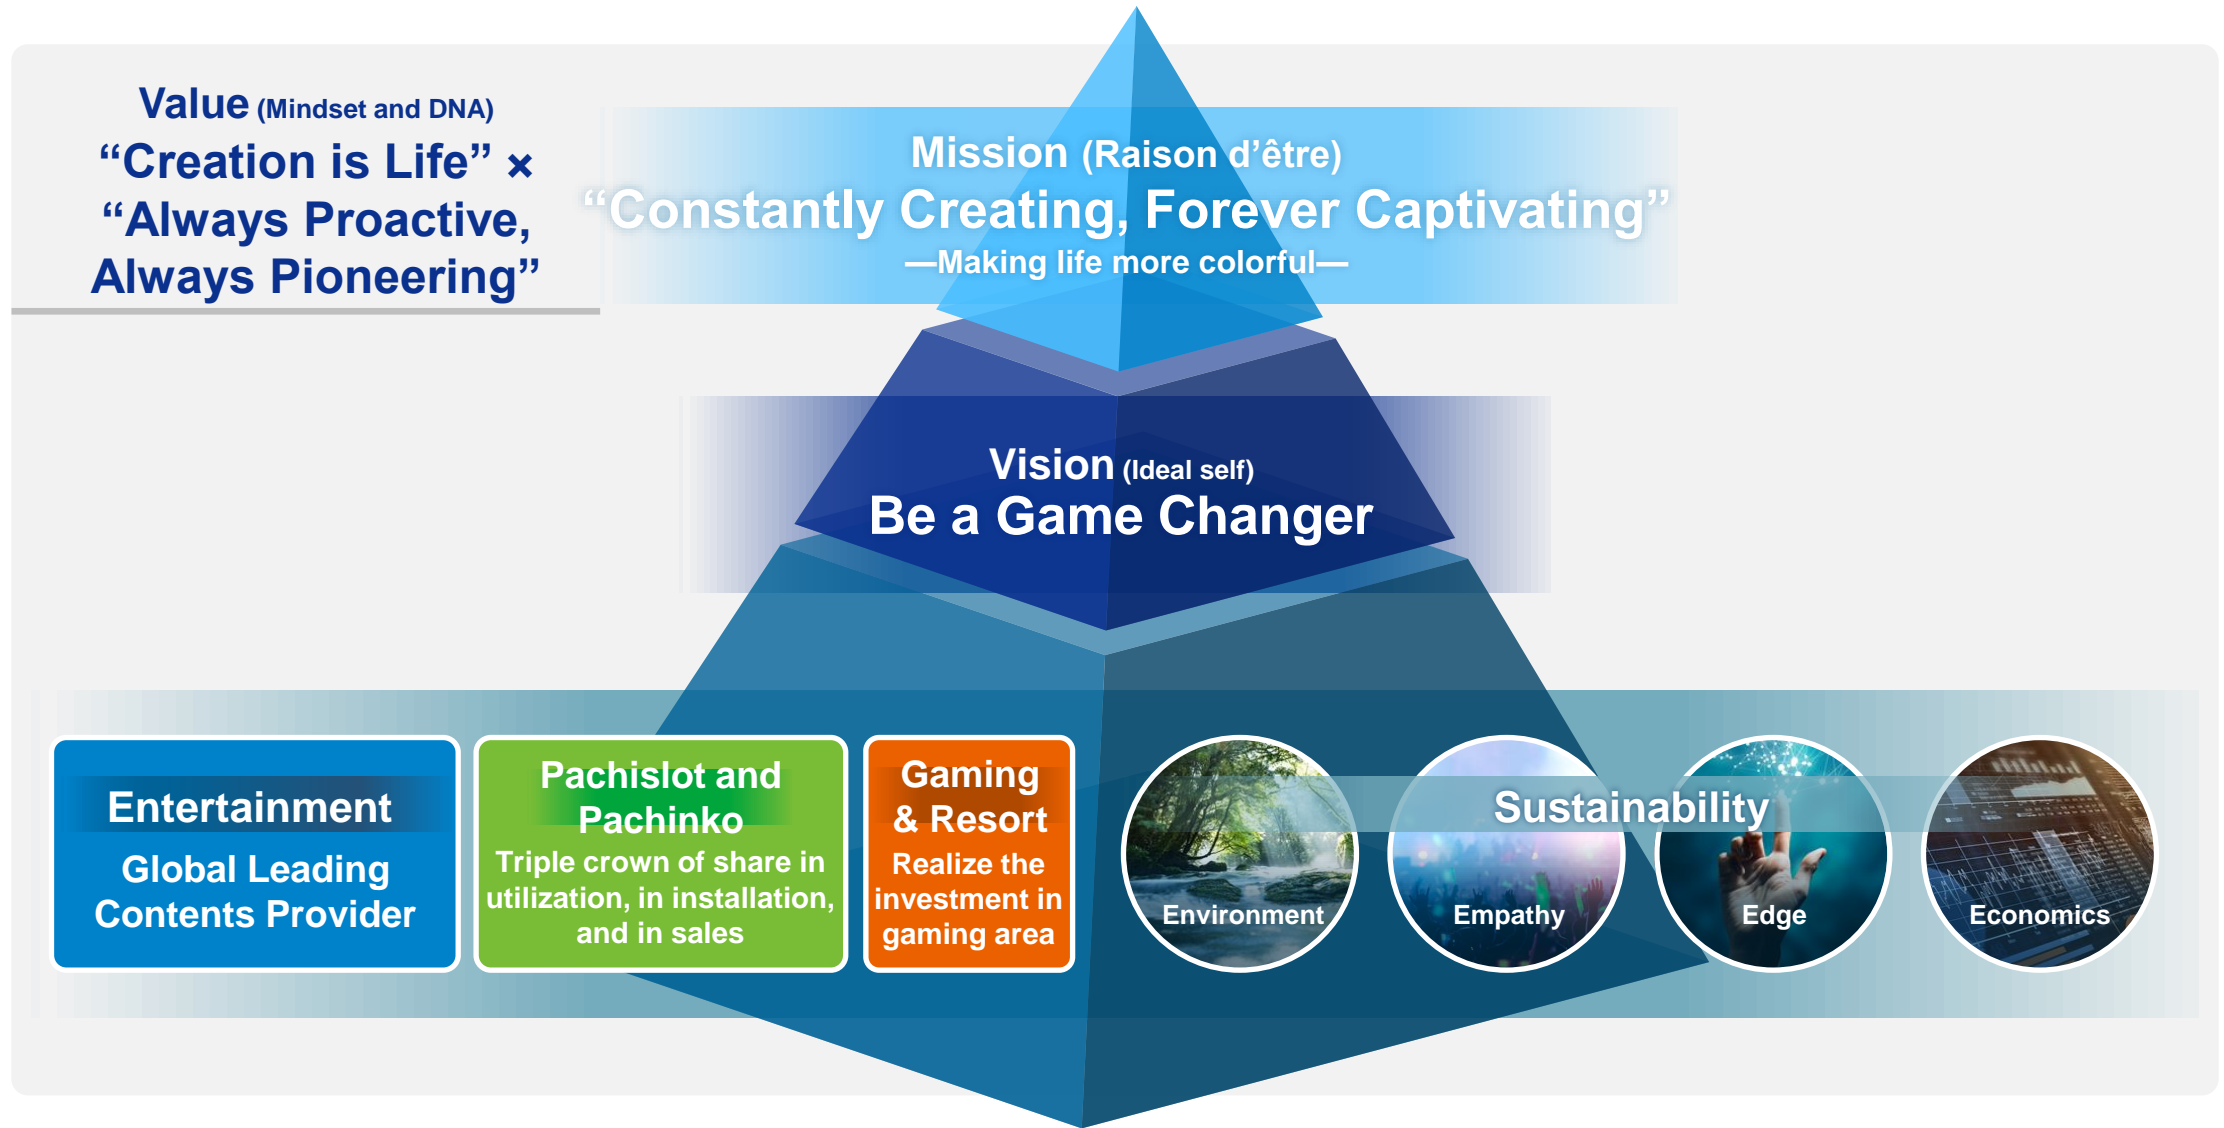 Value (Mindset and DNA)
“Creation is Life” ×
“Always Proactive,
Always Pioneering”
Mission (Raison d’être)
“Constantly Creating, Forever Captivating”
—Making life more colorful—
Vision (Ideal self)
Be a Game Changer
Entertainment
Global Leading
Contents Provider
Pachislot and
Pachinko
Triple crown of share in
utilization, in installation,
and in sales
Gaming
& Resort
Realize the
investment in
gaming area
Sustainability
Environment
Empathy
Edge
Economics